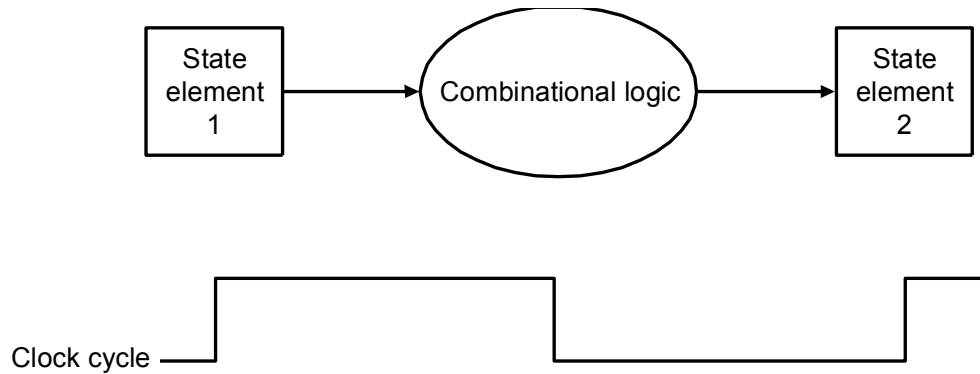 State
element
1
Combinational logic
State
element
2
Clock cycle